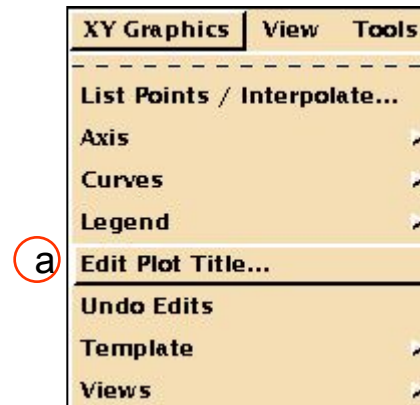 XY Graphics View Tools
List Points / Interpolate...
Axis
Curves
Legend
a Edit Plot Title...
Undo Edits
Template
Views